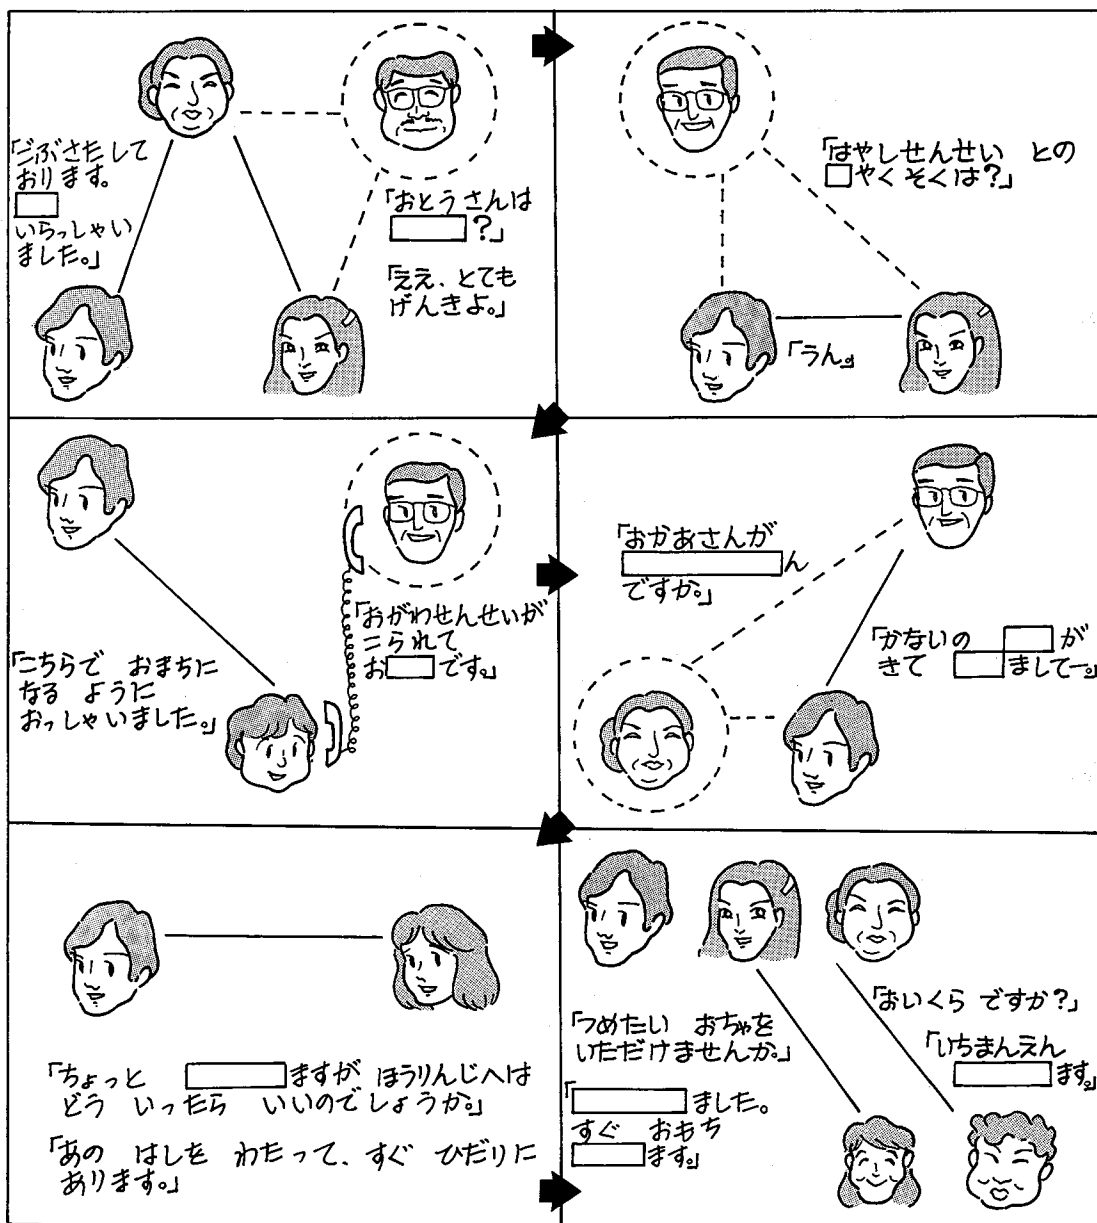 「ごぶさたして
おります。
□
いらっしゃい
ました。」
「おとうさんは
□?」
「ええ、とても
げんきよ。」
「はやしせんせい との
□やくそくは?」
「うん。」
「こちらで おまちに
なる ように
おっしゃいました。」
「おがわせんせいが
こられて
お□です。」
「おかあさんが
□ん
ですか。」
「かないの □が
きて □ましてー。」
「ちょっと □ますが ほうりんじへは
どう いったら いいのでしょうか。」
「あの はしを わたって、すぐ ひだりに
あります。」
「つめたい おちゃを
いただけませんか。」
「□ました。
すぐ おもち
□ます。」
「おいくら ですか?」
「いちまんえん
□ます。」